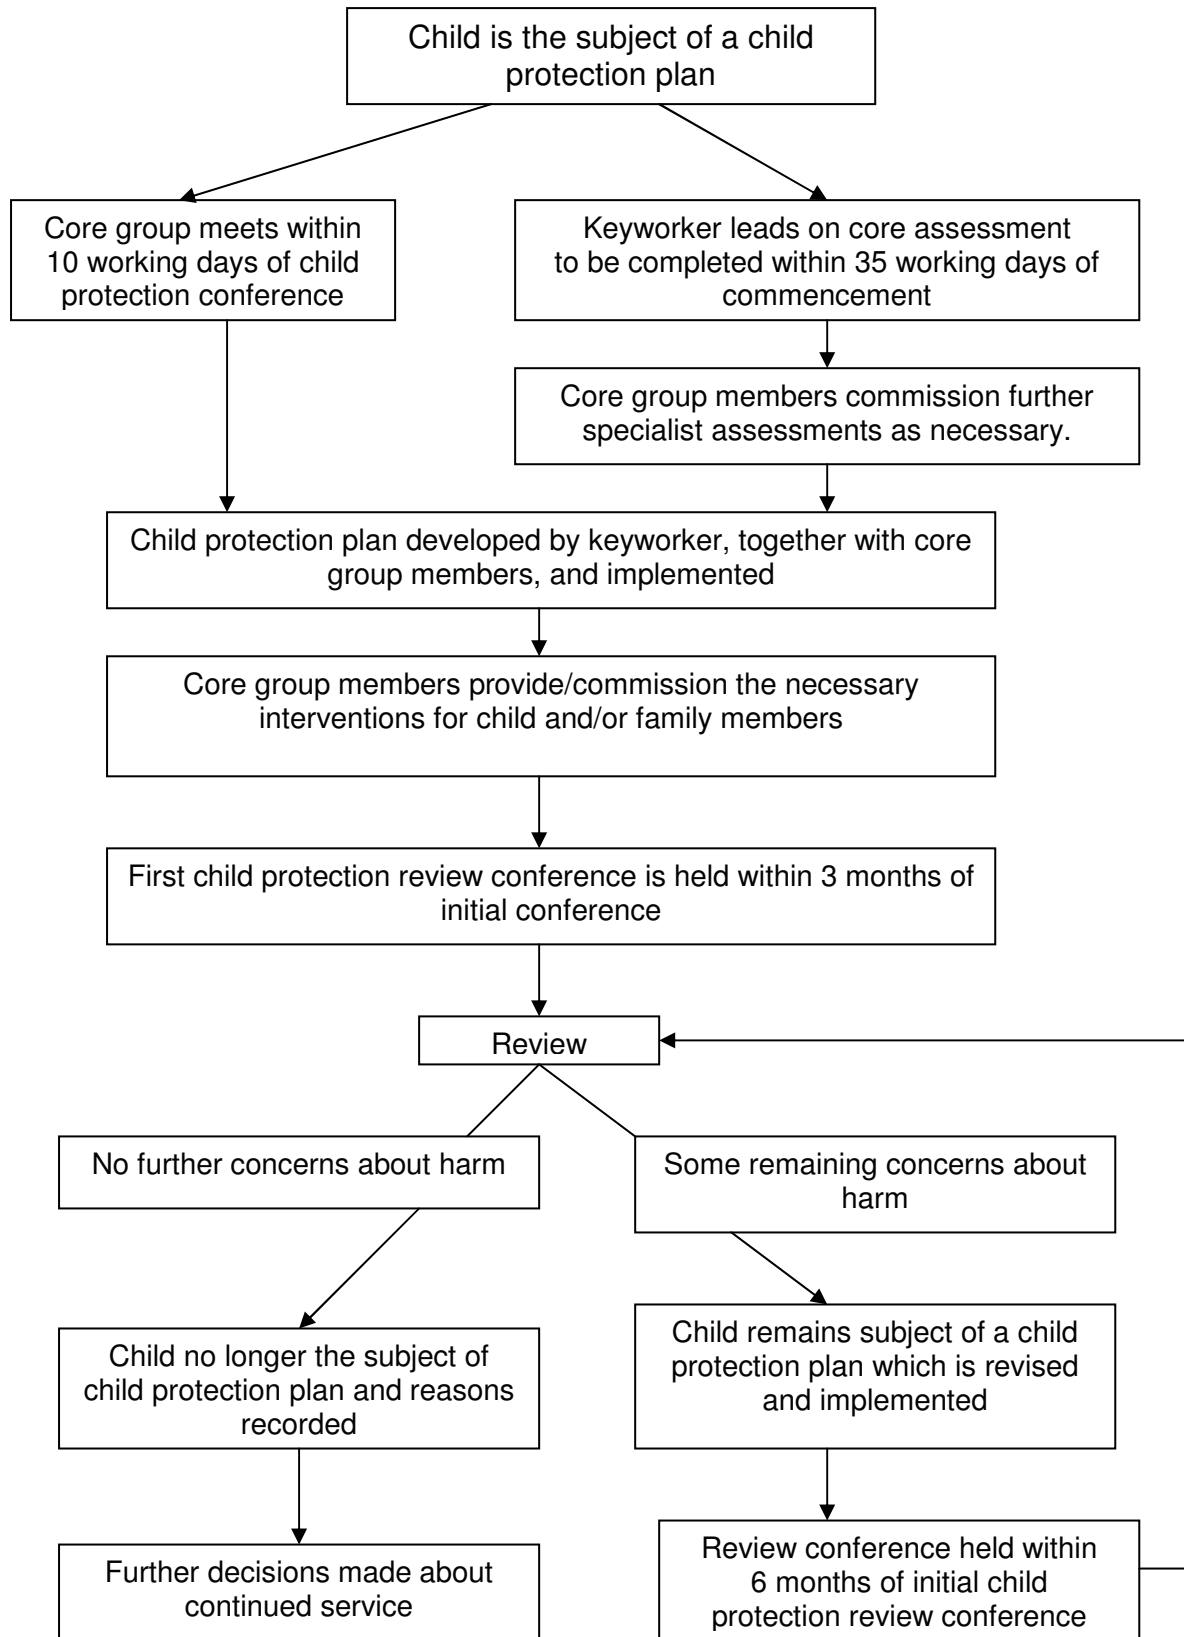 Child is the subject of a child
protection plan
Core group meets within
10 working days of child
protection conference
Keyworker leads on core assessment
to be completed within 35 working days of
commencement
Core group members commission further
specialist assessments as necessary.
Child protection plan developed by keyworker, together with core
group members, and implemented
Core group members provide/commission the necessary
interventions for child and/or family members
First child protection review conference is held within 3 months of
initial conference
Review
No further concerns about harm
Some remaining concerns about
harm
Child no longer the subject of
child protection plan and reasons
recorded
Child remains subject of a child
protection plan which is revised
and implemented
Further decisions made about
continued service
Review conference held within
6 months of initial child
protection review conference